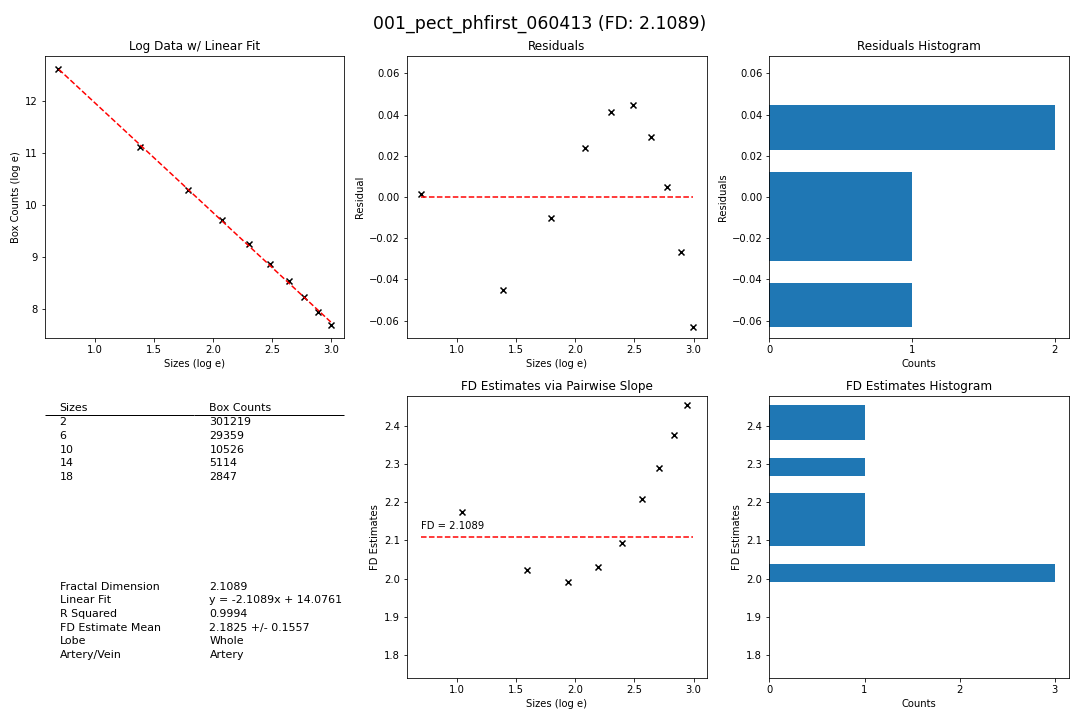 001_pect_phfirst_060413 (FD: 2.1089)
Log Data w/ Linear Fit
Box Counts (log e)
12
11
10
9
8
1.0 1.5 2.0 2.5 3.0
Sizes (log e)
Residuals
Residual
0.06
0.04
0.02
0.00
−0.02
−0.04
−0.06
1.0 1.5 2.0 2.5 3.0
Sizes (log e)
Residuals Histogram
Residuals
0.06
0.04
0.02
0.00
−0.02
−0.04
−0.06
0 1 2
Counts
Sizes Box Counts
2 301219
6 29359
10 10526
14 5114
18 2847
Fractal Dimension 2.1089
Linear Fit y = -2.1089x + 14.0761
R Squared 0.9994
FD Estimate Mean 2.1825 +/- 0.1557
Lobe Whole
Artery/Vein Artery
FD Estimates via Pairwise Slope
FD Estimates
2.4
2.3
2.2
2.1
2.0
1.9
1.8
FD = 2.1089
1.0 1.5 2.0 2.5 3.0
Sizes (log e)
FD Estimates Histogram
FD Estimates
2.4
2.3
2.2
2.1
2.0
1.9
1.8
0 1 2 3
Counts